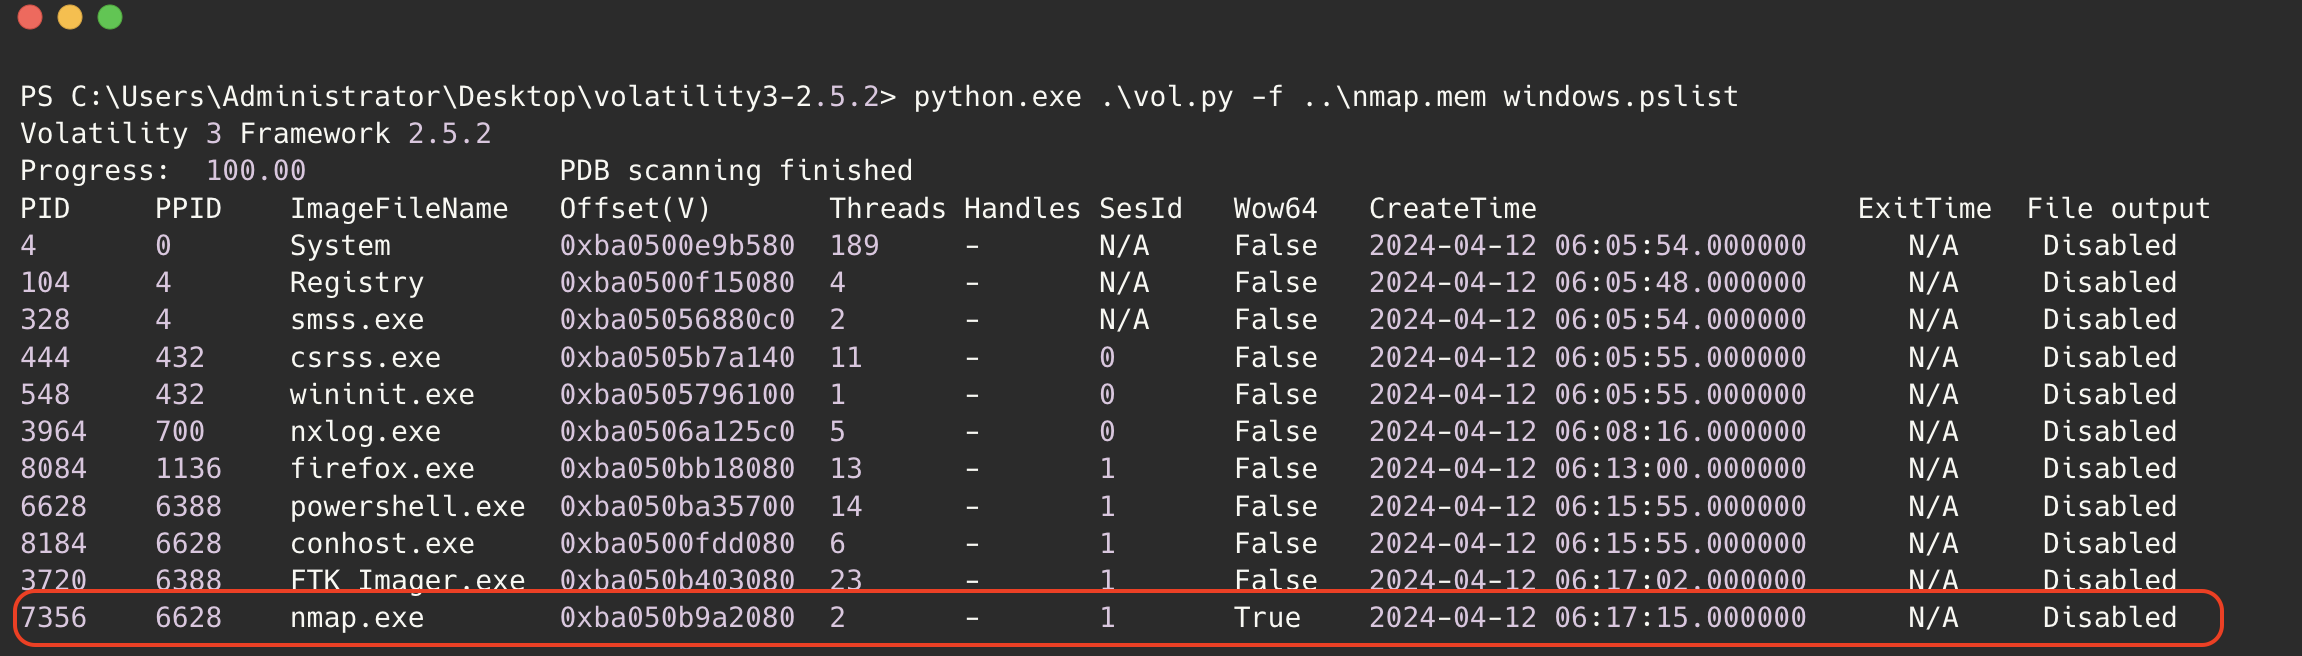 PS C:\Users\Administrator\Desktop\volatility3-2.5.2> python.exe .\vol.py -f ..\nmap.mem windows.pslist
Volatility 3 Framework 2.5.2
Progress:  100.00               PDB scanning finished
PID     PPID    ImageFileName   Offset(V)       Threads Handles SesId   Wow64   CreateTime                   ExitTime  File output
4       0       System          0xba0500e9b580  189     -       N/A     False   2024-04-12 06:05:54.000000      N/A     Disabled
104     4       Registry        0xba0500f15080  4       -       N/A     False   2024-04-12 06:05:48.000000      N/A     Disabled
328     4       smss.exe        0xba05056880c0  2       -       N/A     False   2024-04-12 06:05:54.000000      N/A     Disabled
444     432     csrss.exe       0xba0505b7a140  11      -       0       False   2024-04-12 06:05:55.000000      N/A     Disabled
548     432     wininit.exe     0xba0505796100  1       -       0       False   2024-04-12 06:05:55.000000      N/A     Disabled
3964    700     nxlog.exe       0xba0506a125c0  5       -       0       False   2024-04-12 06:08:16.000000      N/A     Disabled
8084    1136    firefox.exe     0xba050bb18080  13      -       1       False   2024-04-12 06:13:00.000000      N/A     Disabled
6628    6388    powershell.exe  0xba050ba35700  14      -       1       False   2024-04-12 06:15:55.000000      N/A     Disabled
8184    6628    conhost.exe     0xba0500fdd080  6       -       1       False   2024-04-12 06:15:55.000000      N/A     Disabled
3720    6388    FTK Imager.exe  0xba050b403080  23      -       1       False   2024-04-12 06:17:02.000000      N/A     Disabled
7356    6628    nmap.exe        0xba050b9a2080  2       -       1       True    2024-04-12 06:17:15.000000      N/A     Disabled